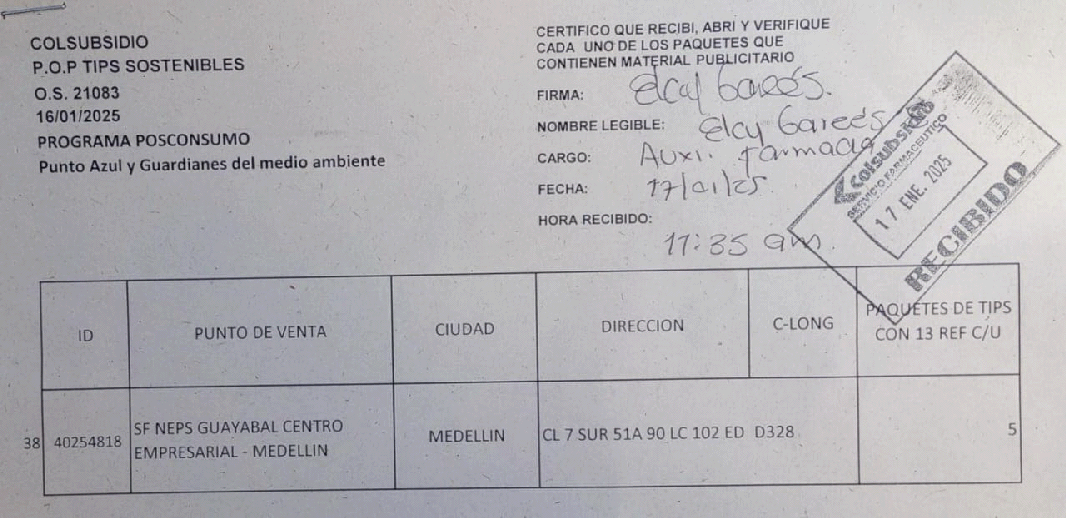 COLSUBSIDIO
P.O.P TIPS SOSTENIBLES
O.S. 21083
16/01/2025
PROGRAMA POSCONSUMO
Punto Azul y Guardianes del medio ambiente
CERTIFICO QUE RECIBI, ABRI Y VERIFIQUE
CADA UNO DE LOS PAQUETES QUE
CONTIENEN MATERIAL PUBLICITARIO
FIRMA: Elcy Garcés.
NOMBRE LEGIBLE: Elcy Garcés
CARGO: Auxi. farmacia
FECHA: 17/01/25
HORA RECIBIDO:
11:35 am.
Colsubsidio
SERVICIO FARMACEUTICO
17 ENE. 2025
RECIBIDO
ID PUNTO DE VENTA CIUDAD DIRECCION C-LONG PAQUETES DE TIPS
CON 13 REF C/U
38 40254818 SF NEPS GUAYABAL CENTRO
EMPRESARIAL - MEDELLIN
MEDELLIN CL 7 SUR 51A 90 LC 102 ED D328 5